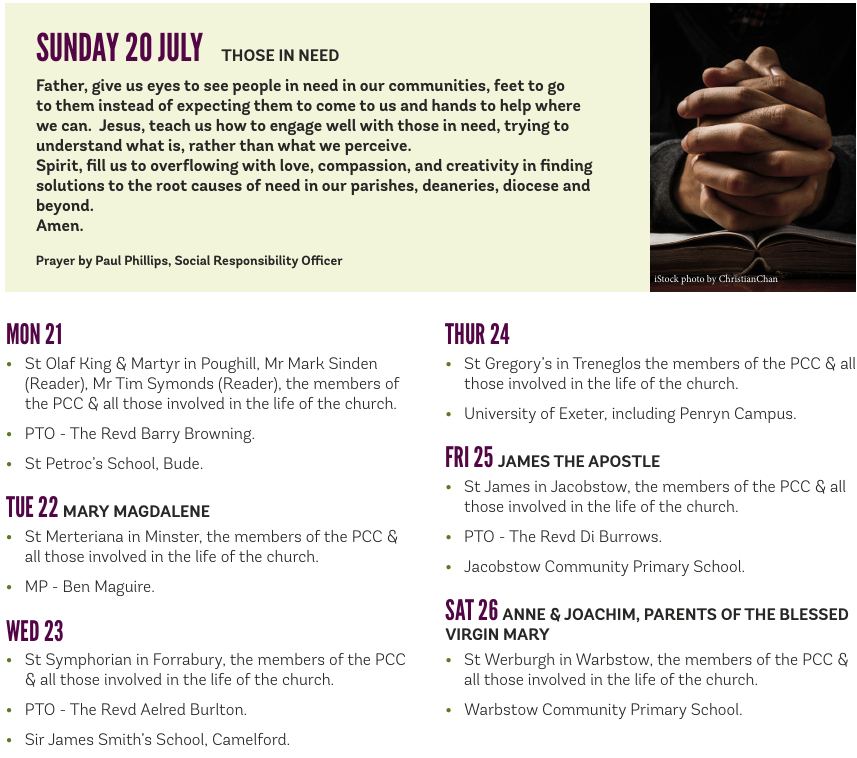 SUNDAY 20 JULY THOSE IN NEED
Father, give us eyes to see people in need in our communities, feet to go
to them instead of expecting them to come to us and hands to help where
we can. Jesus, teach us how to engage well with those in need, trying to
understand what is, rather than what we perceive.
Spirit, fill us to overflowing with love, compassion, and creativity in finding
solutions to the root causes of need in our parishes, deaneries, diocese and
beyond.
Amen.
Prayer by Paul Phillips, Social Responsibility Officer
iStock photo by ChristianChan
MON 21
• St Olaf King & Martyr in Poughill, Mr Mark Sinden
(Reader), Mr Tim Symonds (Reader), the members of
the PCC & all those involved in the life of the church.
• PTO - The Revd Barry Browning.
• St Petroc's School, Bude.
TUE 22 MARY MAGDALENE
• St Merteriana in Minster, the members of the PCC &
all those involved in the life of the church.
• MP - Ben Maguire.
WED 23
• St Symphorian in Forrabury, the members of the PCC
& all those involved in the life of the church.
• PTO - The Revd Aelred Burlton.
• Sir James Smith's School, Camelford.
THUR 24
• St Gregory's in Treneglos the members of the PCC & all
those involved in the life of the church.
• University of Exeter, including Penryn Campus.
FRI 25 JAMES THE APOSTLE
• St James in Jacobstow, the members of the PCC & all
those involved in the life of the church.
• PTO - The Revd Di Burrows.
• Jacobstow Community Primary School.
SAT 26 ANNE & JOACHIM, PARENTS OF THE BLESSED
VIRGIN MARY
• St Werburgh in Warbstow, the members of the PCC &
all those involved in the life of the church.
• Warbstow Community Primary School.